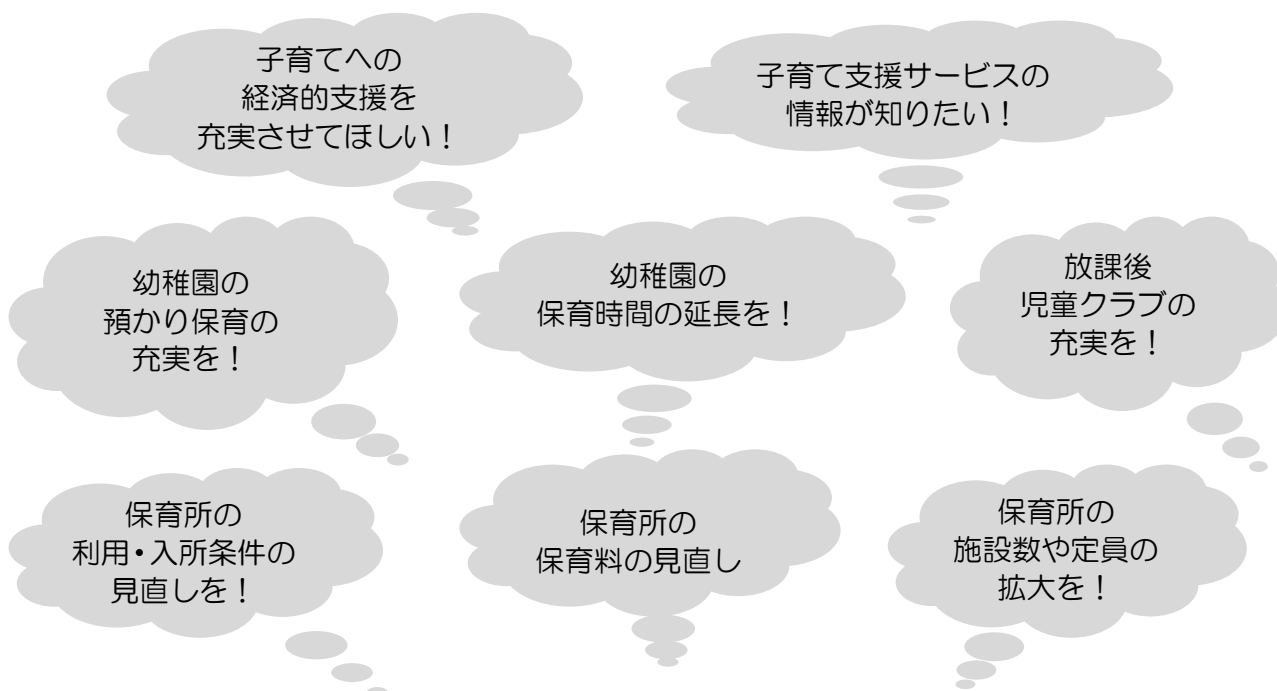 子育てへの
経済的支援を
充実させてほしい！
子育て支援サービスの
情報が知りたい！
幼稚園の
預かり保育の
充実を！
幼稚園の
保育時間の延長を！
放課後
児童クラブの
充実を！
保育所の
利用・入所条件の
見直しを！
保育所の
保育料の見直し
保育所の
施設数や定員の
拡大を！